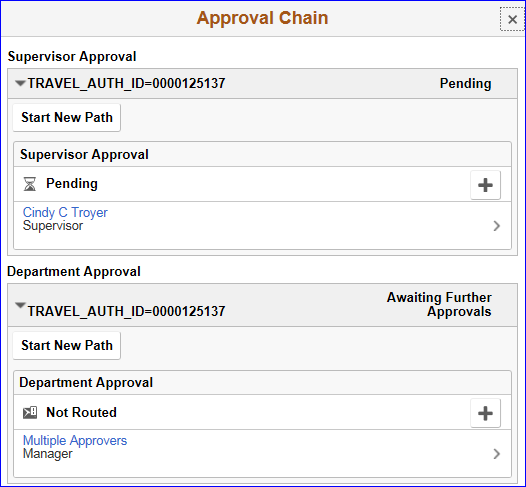 Approval Chain
Supervisor Approval
TRAVEL_AUTH_ID=0000125137 Pending
Start New Path
Supervisor Approval
Pending
Cindy C Troyer
Supervisor
Department Approval
Awaiting Further
TRAVEL_AUTH_ID=0000125137 Approvals
Start New Path
Department Approval
Not Routed
Multiple Approvers
Manager